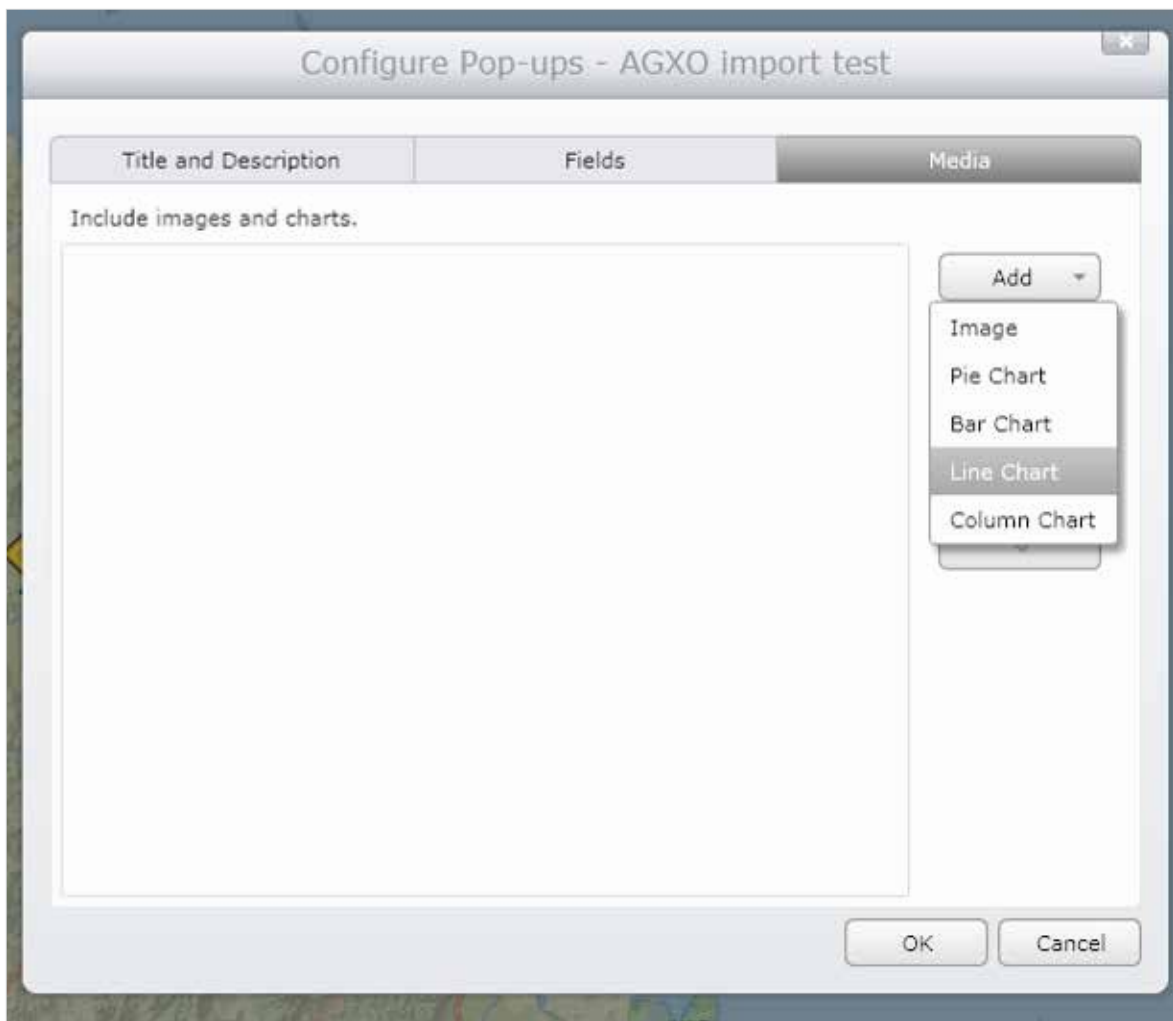 Configure Pop-ups - AGXO import test
Title and Description
Fields
Media
Include images and charts.
Add
Image
Pie Chart
Bar Chart
Line Chart
Column Chart
OK
Cancel